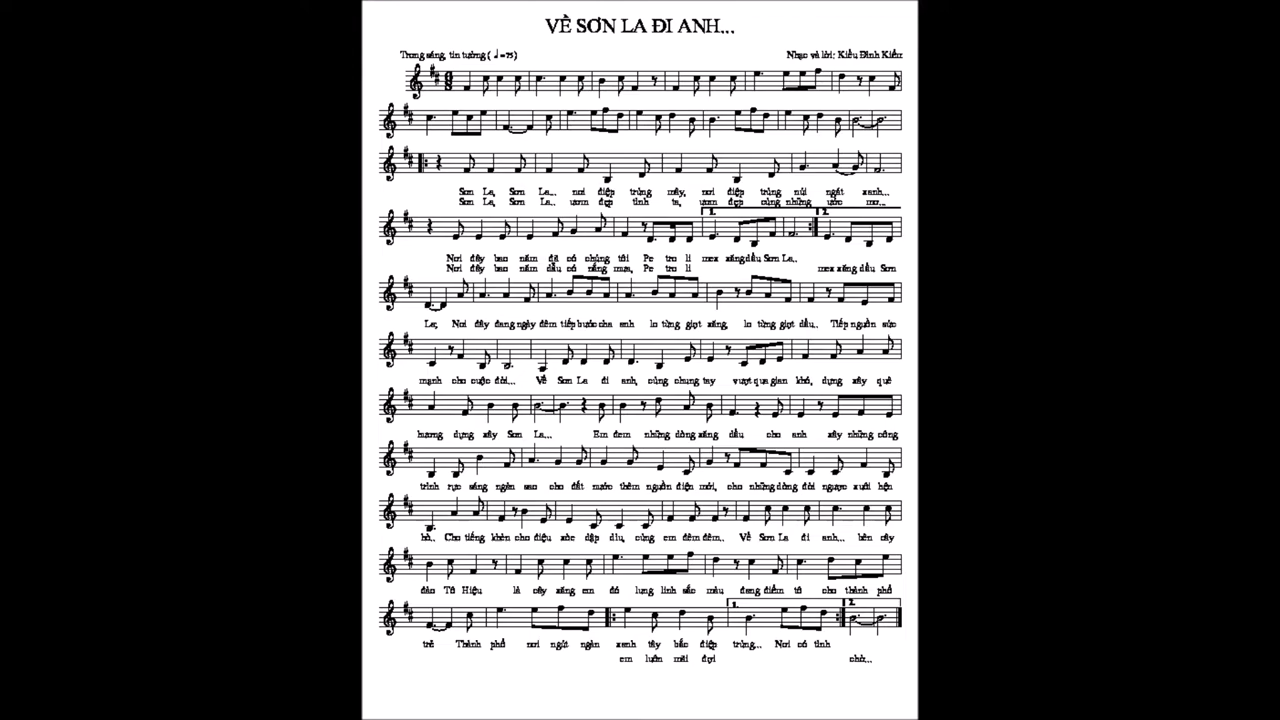 VỀ SƠN LA ĐI ANH...
Trong sáng, tin tưởng ( ♩ =75) Nhạc và lời: Kiều Đình Kiểm
Sơn La, Sơn La... nơi điệp trùng mây, nơi điệp trùng núi ngát xanh...
Sơn La, Sơn La... ươm đẹp tình ta, ươm đẹp cùng những ước mơ...
1. 2.
Nơi đây bao năm đã có chúng tôi Pe tro li mex xăng dầu Sơn La..
Nơi đây bao năm dẫu có nắng mưa, Pe tro li mex xăng dầu Sơn
La; Nơi đây đang ngày đêm tiếp bước cha anh lo từng giọt xăng, lo từng giọt dầu.. Tiếp nguồn sức
mạnh cho cuộc đời... Về Sơn La đi anh, cùng chung tay vượt qua gian khó, dựng xây quê
hương dựng xây Sơn La... Em đem những dòng xăng dầu cho anh xây những công
trình rực sáng ngàn sao cho đất nước thêm nguồn điện mới, cho những dòng đời ngược xuôi hện
hò.. Cho tiếng khèn cho điệu xòe dập dìu, cùng em đêm đêm.. Về Sơn La đi anh... bên cây
đào Tô Hiệu là cây xăng em đó lung linh sắc màu đang điểm tô cho thành phố
1. 2.
trẻ Thành phố nơi ngút ngàn xanh tây bắc điệp trùng... Nơi có tình
em luôn mãi đợi chờ...